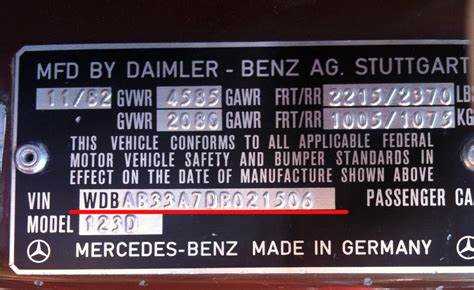 MFD BY DAIMLER - BENZ AG. STUTTGART
11/82 GVWR 4585 GAWR FRT/RR 2215/2370 LBS
GVWR 2080 GAWR FRT/RR 1005/1075 KG
THIS VEHICLE CONFORMS TO ALL APPLICABLE FEDERAL
MOTOR VEHICLE SAFETY AND BUMPER STANDARDS IN
EFFECT ON THE DATE OF MANUFACTURE SHOWN ABOVE
VIN WDBAB33A7DB021506 PASSENGER CA
MODEL 123D
MERCEDES-BENZ MADE IN GERMANY